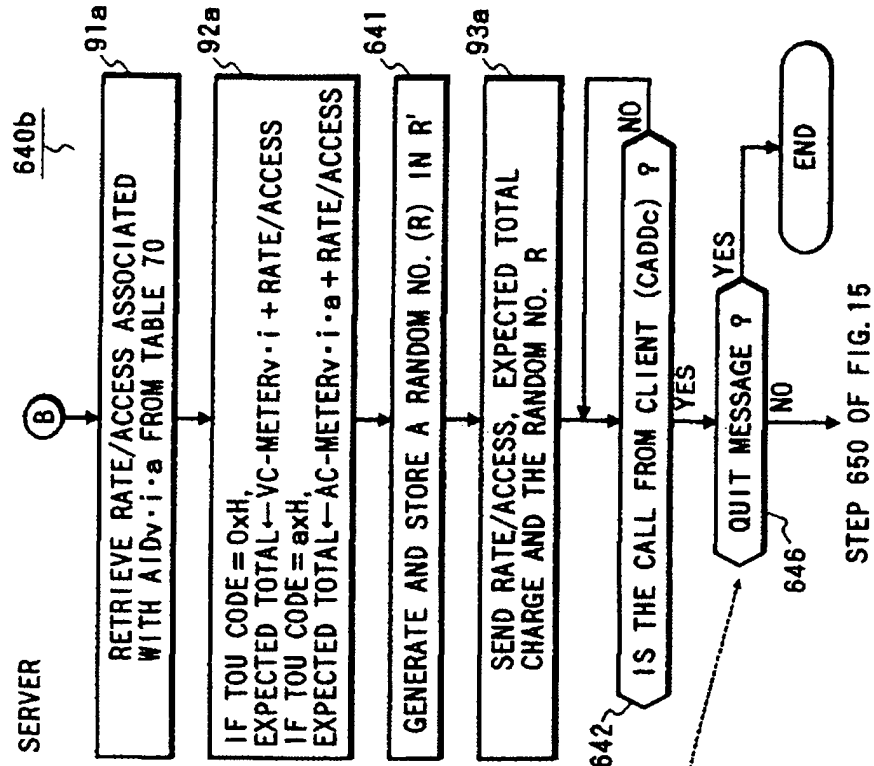 SERVER
640b
B
91a
RETRIEVE RATE/ACCESS ASSOCIATED
WITH AIDv·i·a FROM TABLE 70
92a
IF TOU CODE=0xH,
EXPECTED TOTAL←VC-METERv·i+RATE/ACCESS
IF TOU CODE=axH,
EXPECTED TOTAL←AC-METERv·i·a+RATE/ACCESS
641
GENERATE AND STORE A RANDOM NO. (R) IN R'
93a
SEND RATE/ACCESS, EXPECTED TOTAL
CHARGE AND THE RANDOM NO. R
642
IS THE CALL FROM CLIENT (CADDc) ?
NO
YES
646
QUIT MESSAGE ?
YES
NO
END
STEP 650 OF FIG. 15